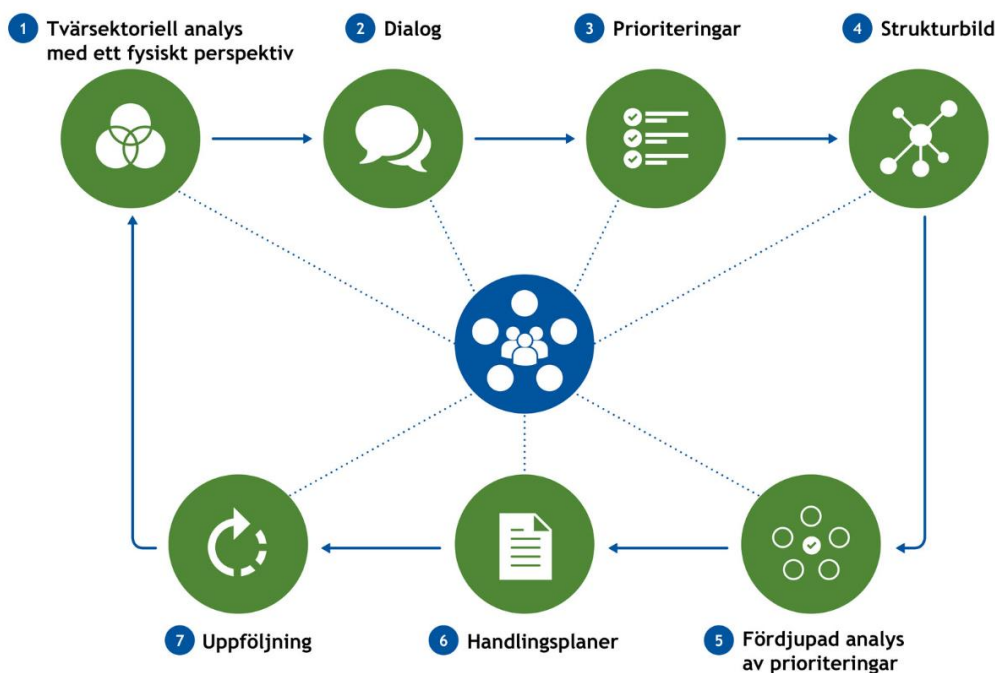 1 Tvärsektoriell analys
med ett fysiskt perspektiv
2 Dialog
3 Prioriteringar
4 Strukturbild
7 Uppföljning
6 Handlingsplaner
5 Fördjupad analys
av prioriteringar